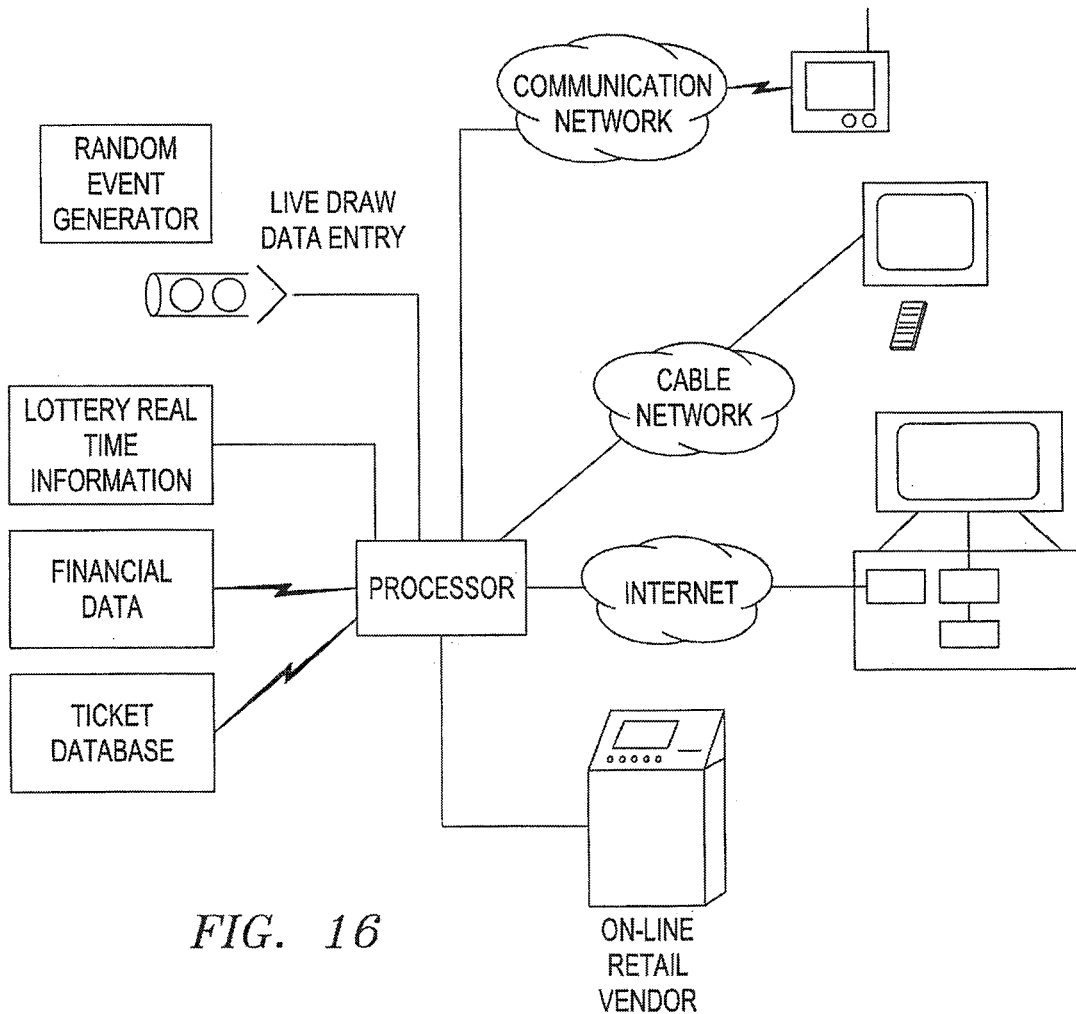 COMMUNICATION
NETWORK
RANDOM
EVENT
GENERATOR
LIVE DRAW
DATA ENTRY
CABLE
NETWORK
LOTTERY REAL
TIME
INFORMATION
FINANCIAL
DATA
PROCESSOR
INTERNET
TICKET
DATABASE
ON-LINE
RETAIL
VENDOR
FIG. 16